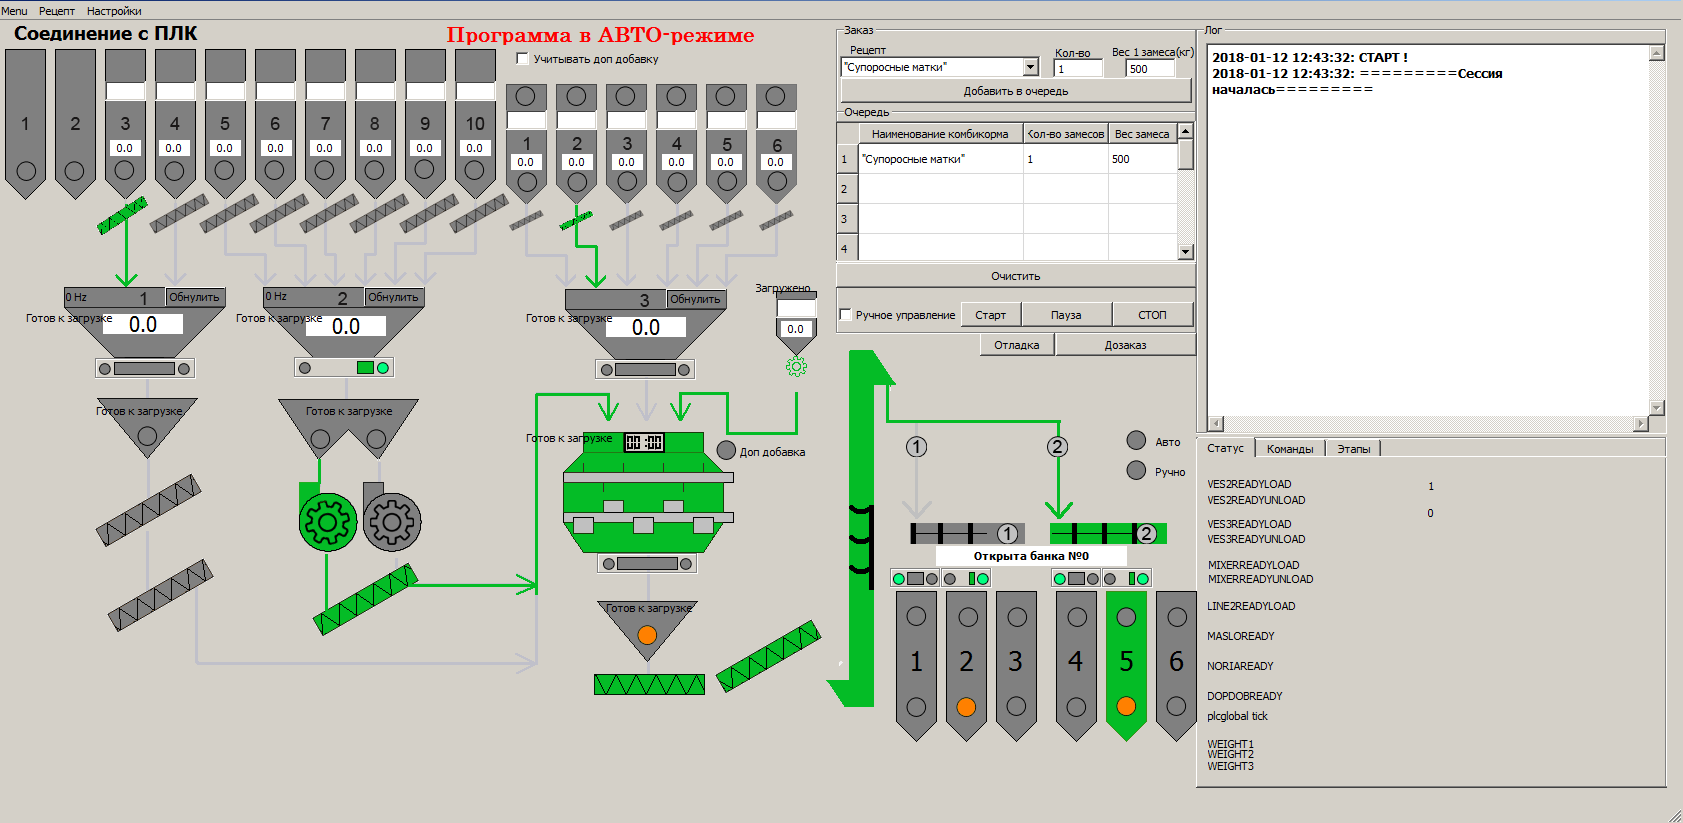 Menu Рецепт Настройки
Соединение с ПЛК
Программа в АВТО-режиме
Учитывать доп добавку
1 2 3 4 5 6 7 8 9 10
0.0 0.0 0.0 0.0 0.0 0.0 0.0 0.0
1 2 3 4 5 6
0.0 0.0 0.0 0.0 0.0 0.0
0 Hz 1 Обнулить
Готов к загрузке 0.0
0 Hz 2 Обнулить
Готов к загрузке 0.0
3 Обнулить
Готов к загрузке 0.0
Загружено
0.0
Готов к загрузке
Готов к загрузке
Готов к загрузке 00:00
Доп добавка
Готов к загрузке
Заказ
Рецепт Кол-во Вес 1 замеса(кг)
"Супоросные матки" 1 500
Добавить в очередь
Очередь
Наименование комбикорма Кол-во замесов Вес замеса
1 "Супоросные матки" 1 500
2
3
4
Очистить
Ручное управление Старт Пауза СТОП
Отладка Дозаказ
1 2
Авто
Ручно
1 2
Открыта банка №0
1 2 3 4 5 6
Лог
2018-01-12 12:43:32: СТАРТ !
2018-01-12 12:43:32: =========Сессия
началась=========
Статус Команды Этапы
VES2READYLOAD 1
VES2READYUNLOAD
0
VES3READYLOAD
VES3READYUNLOAD
MIXERREADYLOAD
MIXERREADYUNLOAD
LINE2READYLOAD
MASLOREADY
NORIAREADY
DOPDOBREADY
plcglobal tick
WEIGHT1
WEIGHT2
WEIGHT3